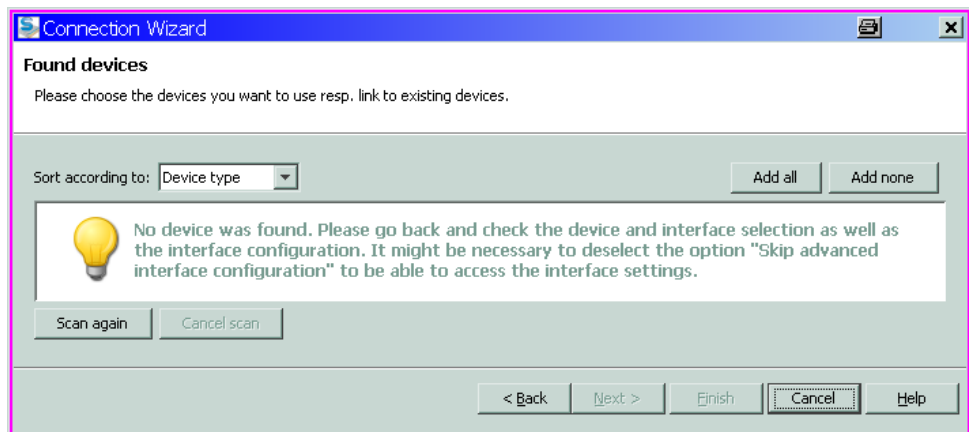 Connection Wizard
Found devices
Please choose the devices you want to use resp. link to existing devices.
Sort according to: Device type Add all Add none
No device was found. Please go back and check the device and interface selection as well as
the interface configuration. It might be necessary to deselect the option "Skip advanced
interface configuration" to be able to access the interface settings.
Scan again Cancel scan
< Back Next > Finish Cancel Help